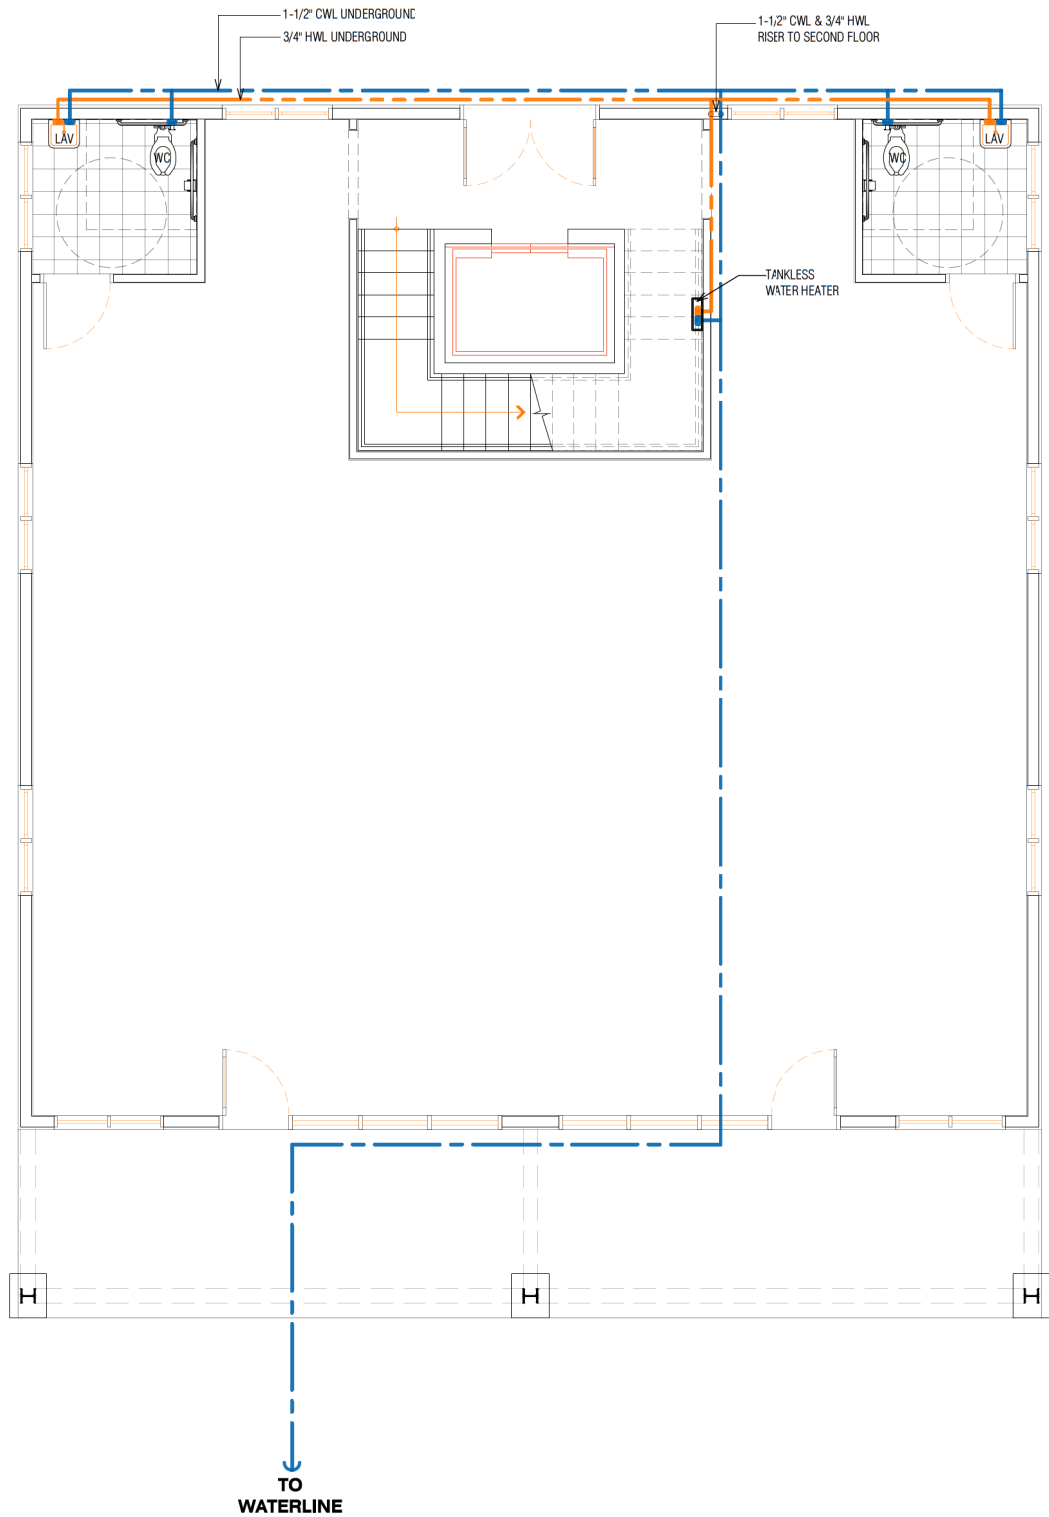 1-1/2" CWL UNDERGROUND
3/4" HWL UNDERGROUND
1-1/2" CWL & 3/4" HWL
RISER TO SECOND FLOOR
LAV
WC
WC
LAV
TANKLESS
WATER HEATER
H
H
H
TO
WATERLINE